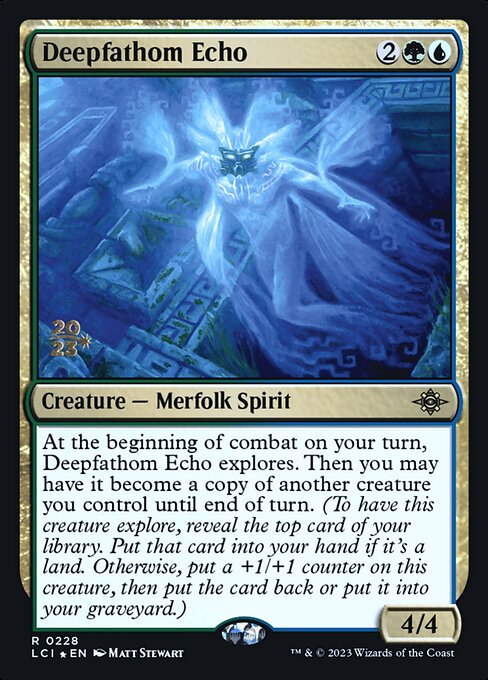 Deepfathom Echo 2
20
23
Creature — Merfolk Spirit
At the beginning of combat on your turn,
Deepfathom Echo explores. Then you may
have it become a copy of another creature
you control until end of turn. (To have this
creature explore, reveal the top card of your
library. Put that card into your hand if it's a
land. Otherwise, put a +1/+1 counter on this
creature, then put the card back or put it into
your graveyard.)
4/4
R 0228
LCI ★ EN Matt Stewart
™ & © 2023 Wizards of the Coast